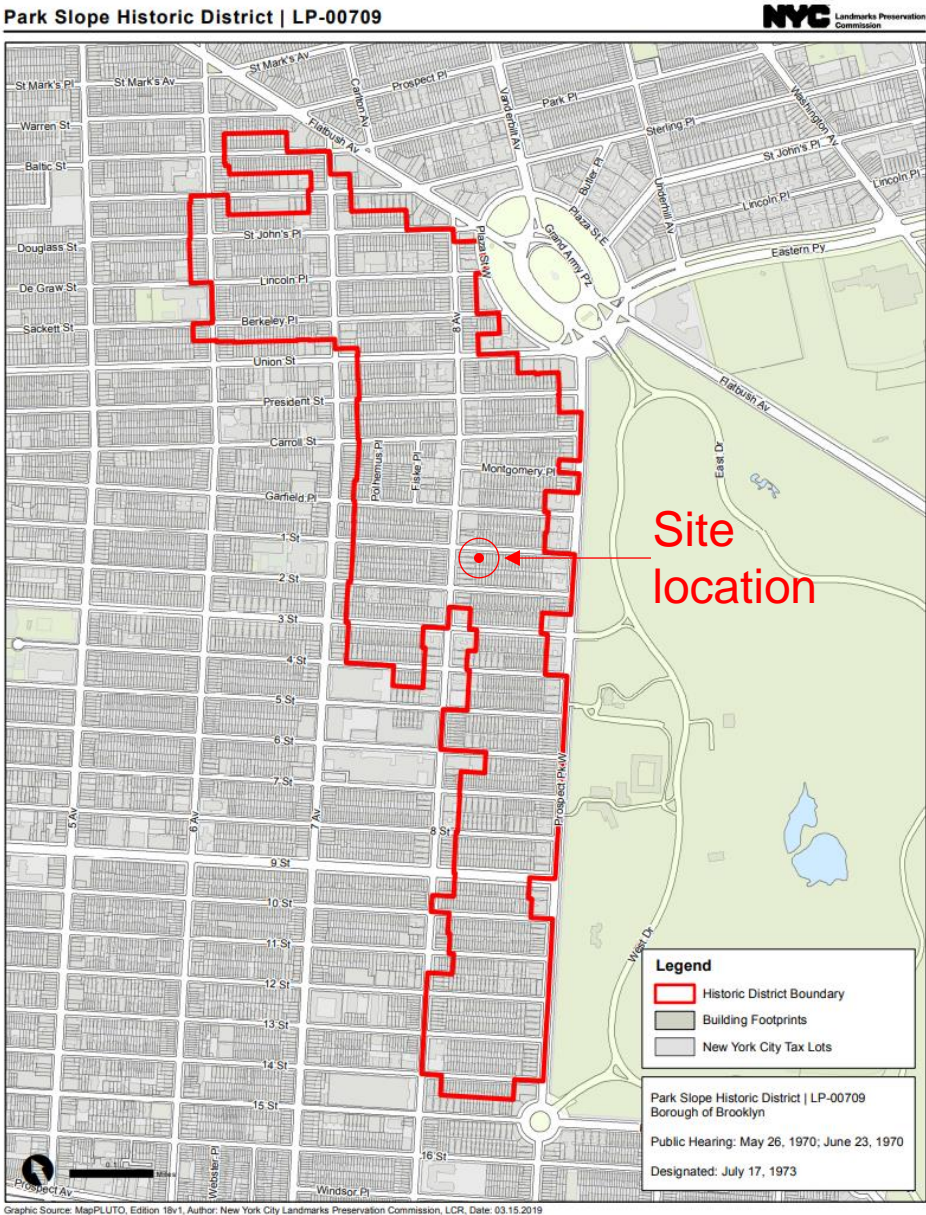 Park Slope Historic District | LP-00709
NYC Landmarks Preservation
Commission
St Mark's Av
St Mark's Pl
St Mark's Av
Carlton Av
Prospect Pl
Vanderbilt Av
Park Pl
Washington Av
Warren St
Flatbush Av
Sterling Pl
St John's Pl
Baltic St
Butler Pl
Underhill Av
Lincoln Pl
Lincoln Pl
Plaza St E
Douglass St
St John's Pl
Plaza St W
Grand Army Pz
Eastern Py
De Graw St
Lincoln Pl
Sackett St
Berkeley Pl
8 Av
Union St
Flatbush Av
President St
Carroll St
Polhemus Pl
Fiske Pl
Montgomery Pl
East Dr
Garfield Pl
1 St
Site
location
2 St
3 St
4 St
5 St
6 St
7 St
Prospect Pk W
5 Av
6 Av
7 Av
8 St
9 St
10 St
11 St
West Dr
12 St
13 St
14 St
15 St
16 St
Webster Pl
Windsor Pl
Prospect Av
0.1
Miles
Legend
Historic District Boundary
Building Footprints
New York City Tax Lots
Park Slope Historic District | LP-00709
Borough of Brooklyn
Public Hearing: May 26, 1970; June 23, 1970
Designated: July 17, 1973
Graphic Source: MapPLUTO, Edition 18v1, Author: New York City Landmarks Preservation Commission, LCR, Date: 03.15.2019